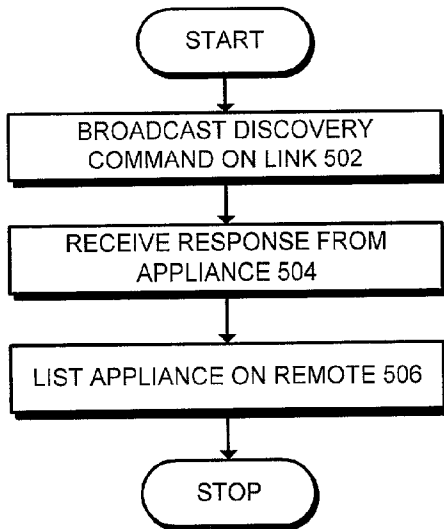 START
BROADCAST DISCOVERY
COMMAND ON LINK 502
RECEIVE RESPONSE FROM
APPLIANCE 504
LIST APPLIANCE ON REMOTE 506
STOP